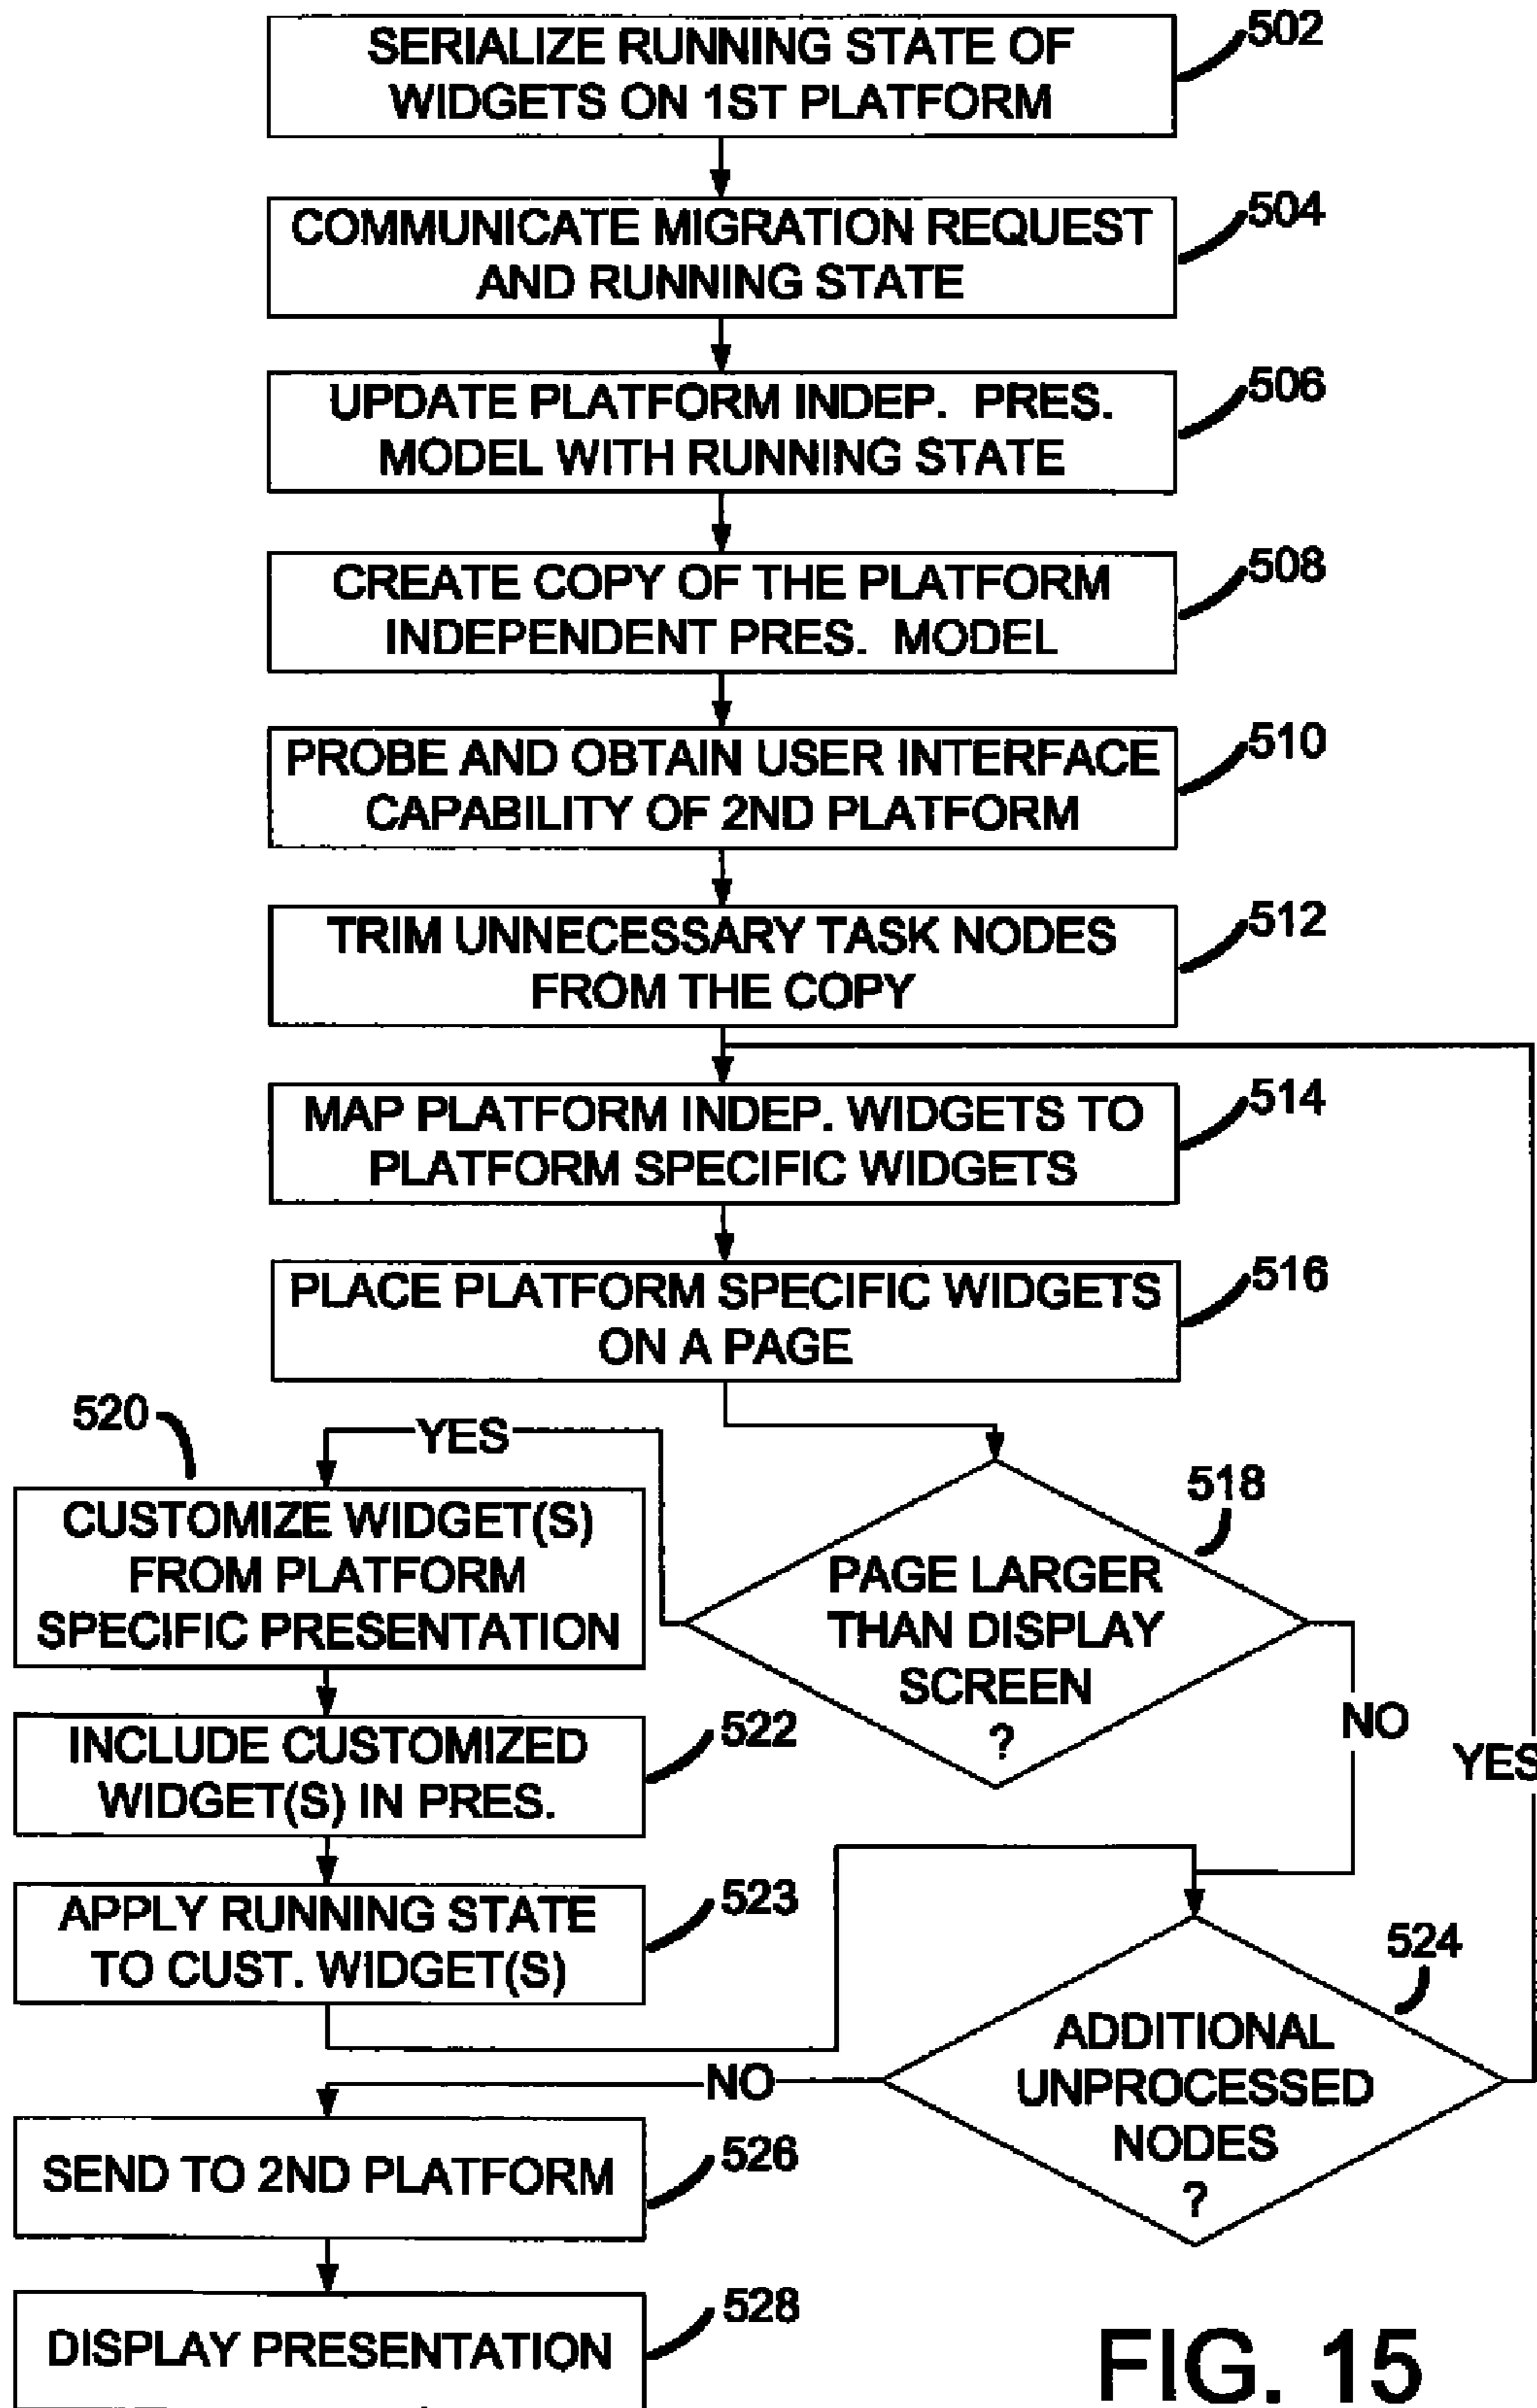 SERIALIZE RUNNING STATE OF
WIDGETS ON 1ST PLATFORM
502
COMMUNICATE MIGRATION REQUEST
AND RUNNING STATE
504
UPDATE PLATFORM INDEP. PRES.
MODEL WITH RUNNING STATE
506
CREATE COPY OF THE PLATFORM
INDEPENDENT PRES. MODEL
508
PROBE AND OBTAIN USER INTERFACE
CAPABILITY OF 2ND PLATFORM
510
TRIM UNNECESSARY TASK NODES
FROM THE COPY
512
MAP PLATFORM INDEP. WIDGETS TO
PLATFORM SPECIFIC WIDGETS
514
PLACE PLATFORM SPECIFIC WIDGETS
ON A PAGE
516
PAGE LARGER
THAN DISPLAY
SCREEN
?
518
YES
NO
520
CUSTOMIZE WIDGET(S)
FROM PLATFORM
SPECIFIC PRESENTATION
INCLUDE CUSTOMIZED
WIDGET(S) IN PRES.
522
APPLY RUNNING STATE
TO CUST. WIDGET(S)
523
ADDITIONAL
UNPROCESSED
NODES
?
524
YES
NO
SEND TO 2ND PLATFORM
526
DISPLAY PRESENTATION
528
FIG. 15